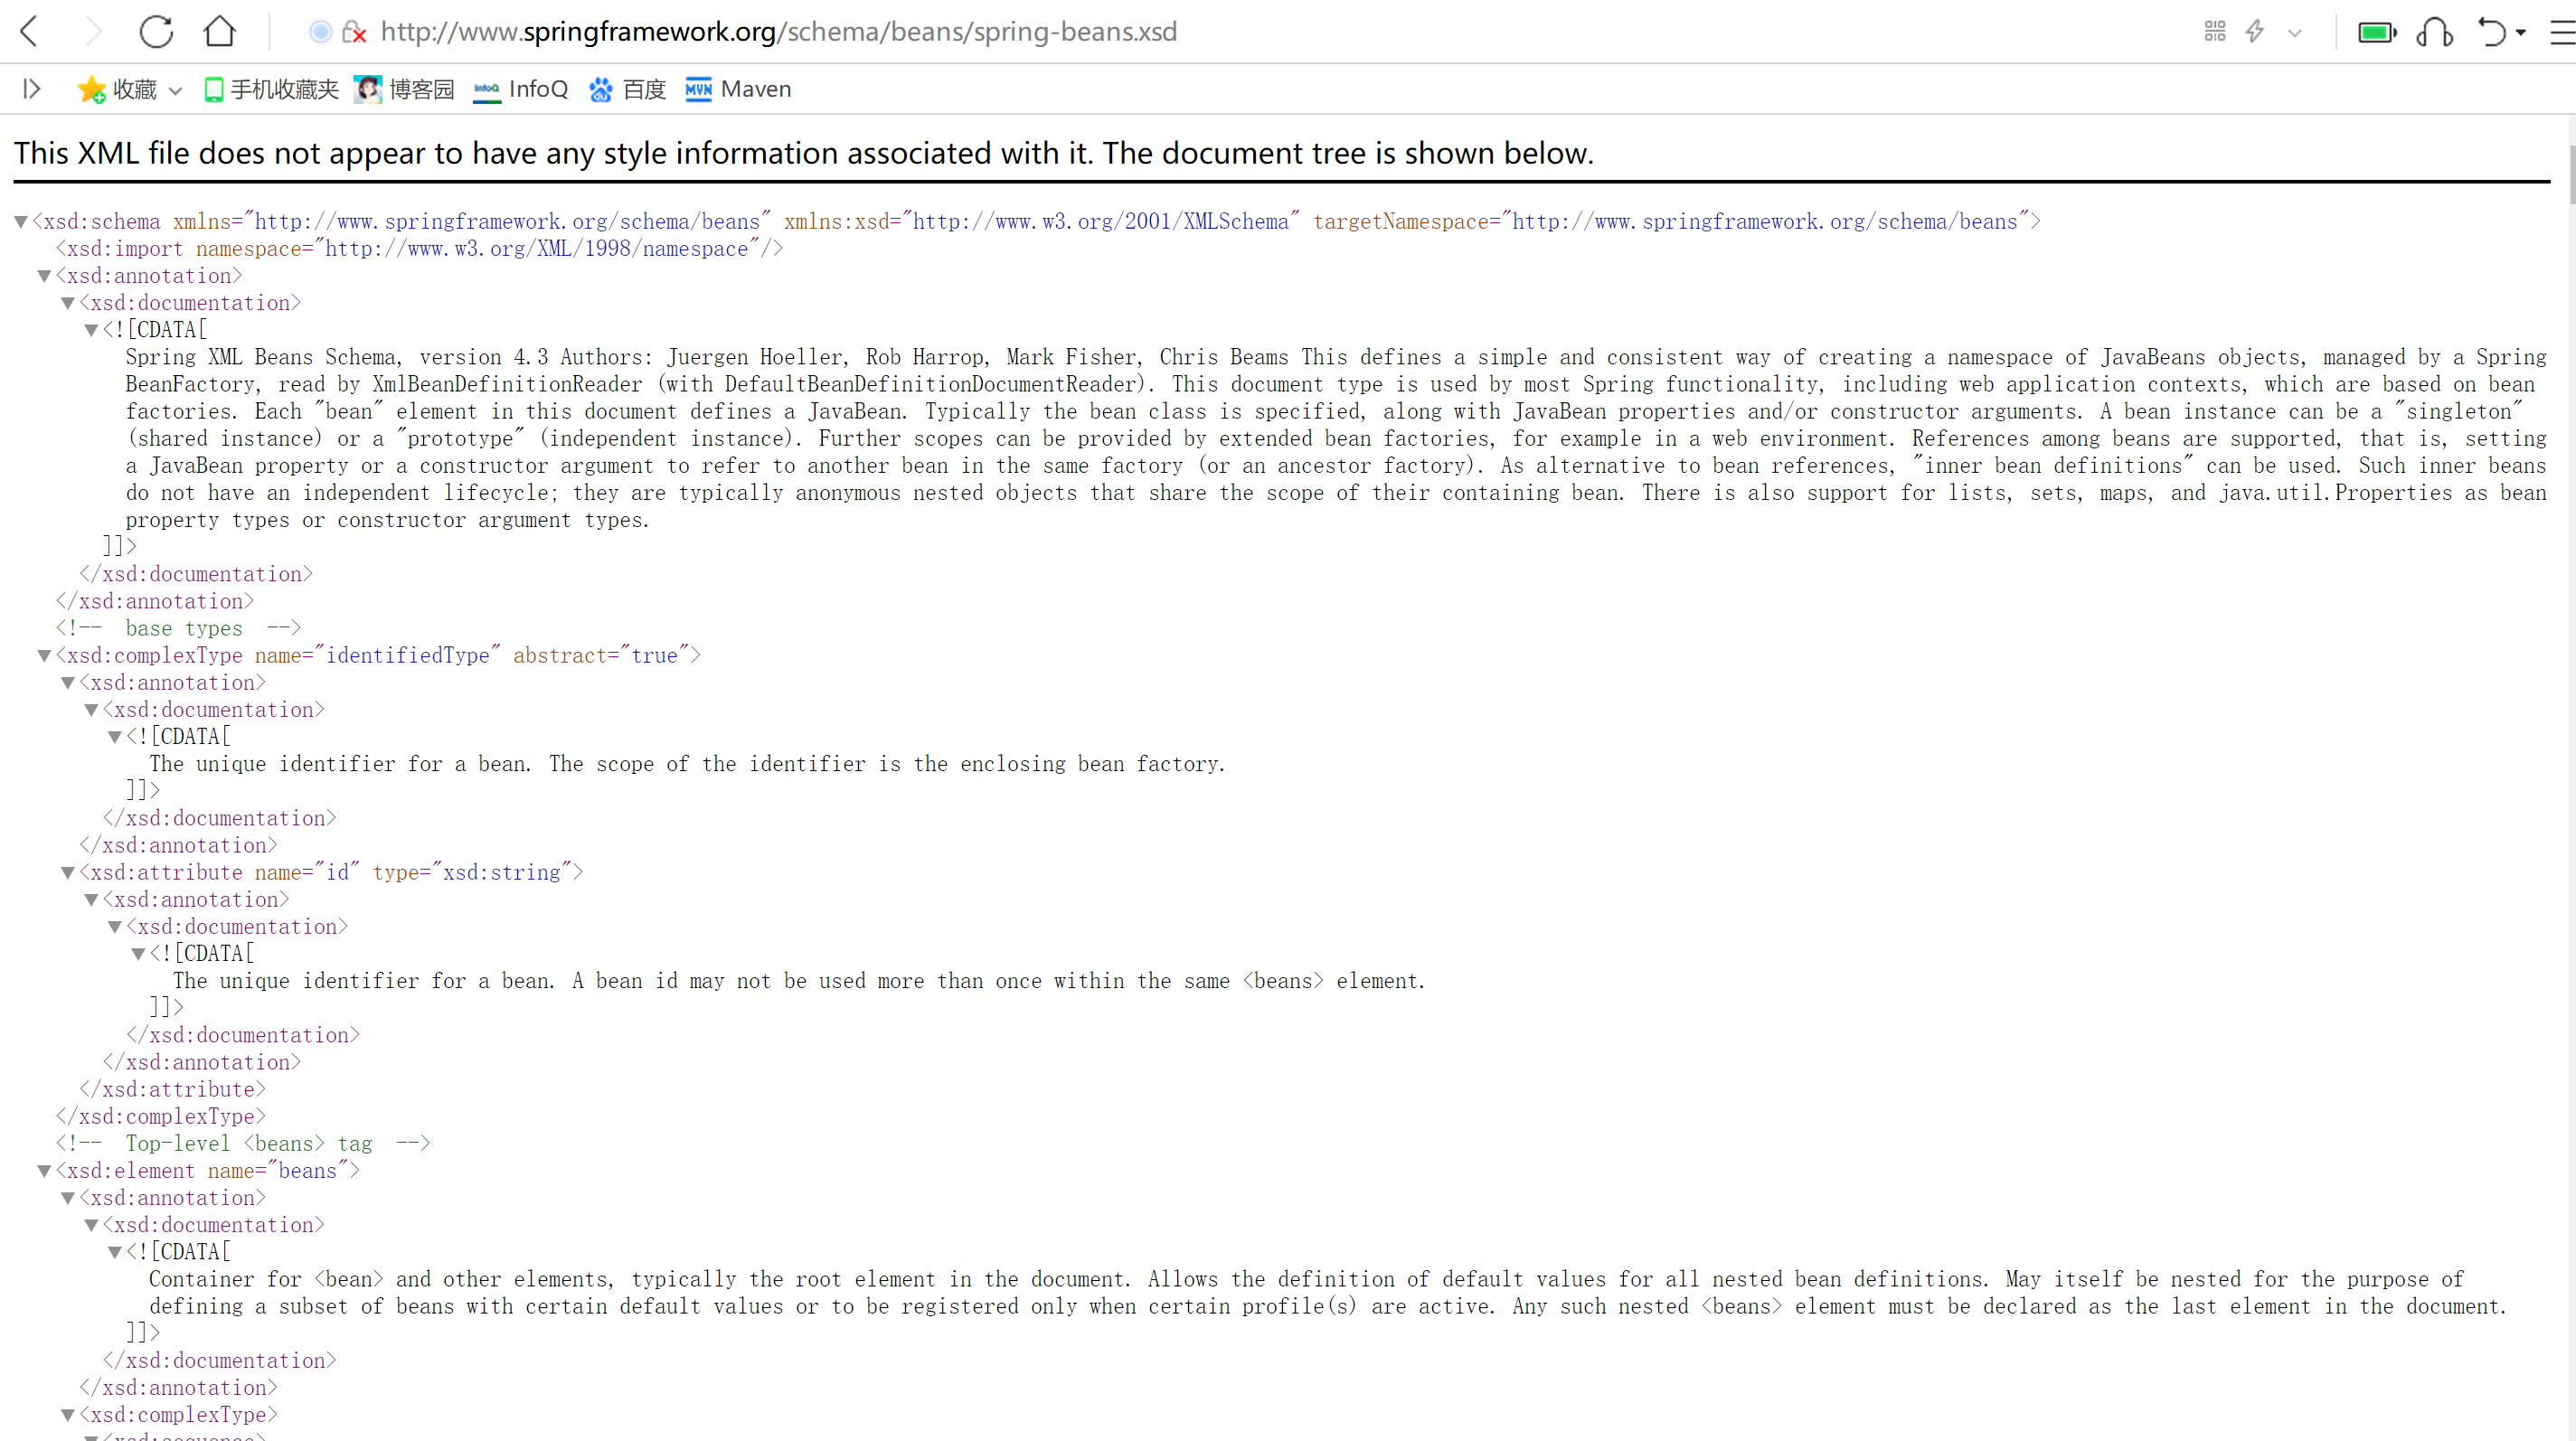 http://www.springframework.org/schema/beans/spring-beans.xsd
收藏 手机收藏夹 博客园 InfoQ InfoQ 百度 du MVN Maven
This XML file does not appear to have any style information associated with it. The document tree is shown below.
▼<xsd:schema xmlns="http://www.springframework.org/schema/beans" xmlns:xsd="http://www.w3.org/2001/XMLSchema" targetNamespace="http://www.springframework.org/schema/beans">
<xsd:import namespace="http://www.w3.org/XML/1998/namespace"/>
▼<xsd:annotation>
▼<xsd:documentation>
▼<![CDATA[
Spring XML Beans Schema, version 4.3 Authors: Juergen Hoeller, Rob Harrop, Mark Fisher, Chris Beams This defines a simple and consistent way of creating a namespace of JavaBeans objects, managed by a Spring
BeanFactory, read by XmlBeanDefinitionReader (with DefaultBeanDefinitionDocumentReader). This document type is used by most Spring functionality, including web application contexts, which are based on bean
factories. Each "bean" element in this document defines a JavaBean. Typically the bean class is specified, along with JavaBean properties and/or constructor arguments. A bean instance can be a "singleton"
(shared instance) or a "prototype" (independent instance). Further scopes can be provided by extended bean factories, for example in a web environment. References among beans are supported, that is, setting
a JavaBean property or a constructor argument to refer to another bean in the same factory (or an ancestor factory). As alternative to bean references, "inner bean definitions" can be used. Such inner beans
do not have an independent lifecycle; they are typically anonymous nested objects that share the scope of their containing bean. There is also support for lists, sets, maps, and java.util.Properties as bean
property types or constructor argument types.
]]>
</xsd:documentation>
</xsd:annotation>
<!-- base types -->
▼<xsd:complexType name="identifiedType" abstract="true">
▼<xsd:annotation>
▼<xsd:documentation>
▼<![CDATA[
The unique identifier for a bean. The scope of the identifier is the enclosing bean factory.
]]>
</xsd:documentation>
</xsd:annotation>
▼<xsd:attribute name="id" type="xsd:string">
▼<xsd:annotation>
▼<xsd:documentation>
▼<![CDATA[
The unique identifier for a bean. A bean id may not be used more than once within the same <beans> element.
]]>
</xsd:documentation>
</xsd:annotation>
</xsd:attribute>
</xsd:complexType>
<!-- Top-level <beans> tag -->
▼<xsd:element name="beans">
▼<xsd:annotation>
▼<xsd:documentation>
▼<![CDATA[
Container for <bean> and other elements, typically the root element in the document. Allows the definition of default values for all nested bean definitions. May itself be nested for the purpose of
defining a subset of beans with certain default values or to be registered only when certain profile(s) are active. Any such nested <beans> element must be declared as the last element in the document.
]]>
</xsd:documentation>
</xsd:annotation>
▼<xsd:complexType>
▼<xsd:sequence>